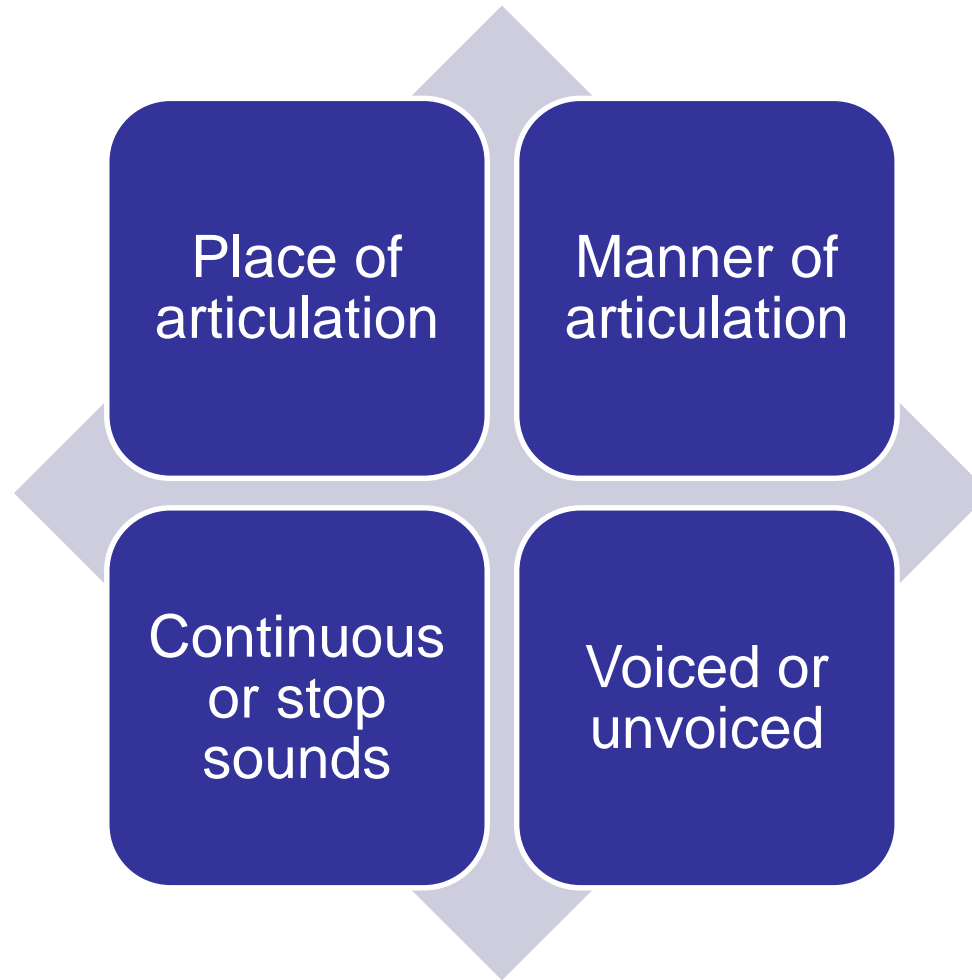 Place of
articulation
Manner of
articulation
Continuous
or stop
sounds
Voiced or
unvoiced